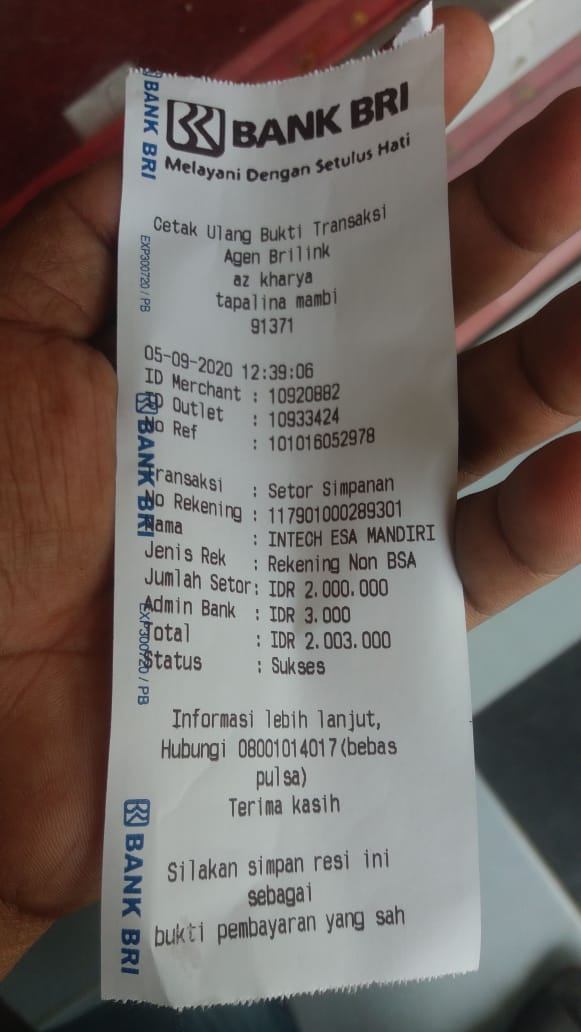 BANK BRI
Melayani Dengan Setulus Hati
Cetak Ulang Bukti Transaksi
Agen Brilink
az kharya
tapalina mambi
91371
05-09-2020 12:39:06
ID Merchant : 10920882
ID Outlet : 10933424
No Ref : 101016052978
Transaksi : Setor Simpanan
No Rekening : 117901000289301
Nama : INTECH ESA MANDIRI
Jenis Rek : Rekening Non BSA
Jumlah Setor: IDR 2.000.000
Admin Bank : IDR 3.000
Total : IDR 2.003.000
Status : Sukses
Informasi lebih lanjut,
Hubungi 08001014017(bebas
pulsa)
Terima kasih
Silakan simpan resi ini
sebagai
bukti pembayaran yang sah
BANK BRI
EXP300720 / PB
BANK BRI
EXP300720 / PB
BANK BRI